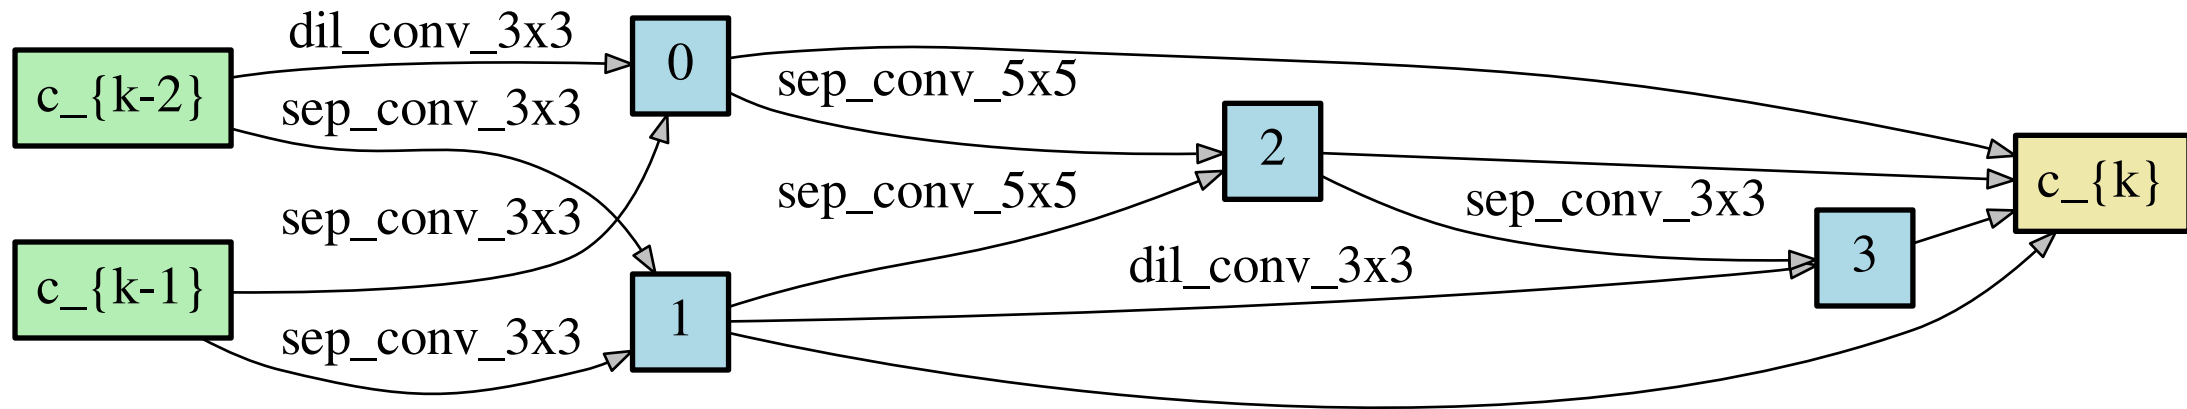 dil_conv_3x3
0
c_{k-2}
sep_conv_5x5
sep_conv_3x3
2
c_{k}
sep_conv_5x5
sep_conv_3x3
sep_conv_3x3
3
dil_conv_3x3
c_{k-1}
1
sep_conv_3x3